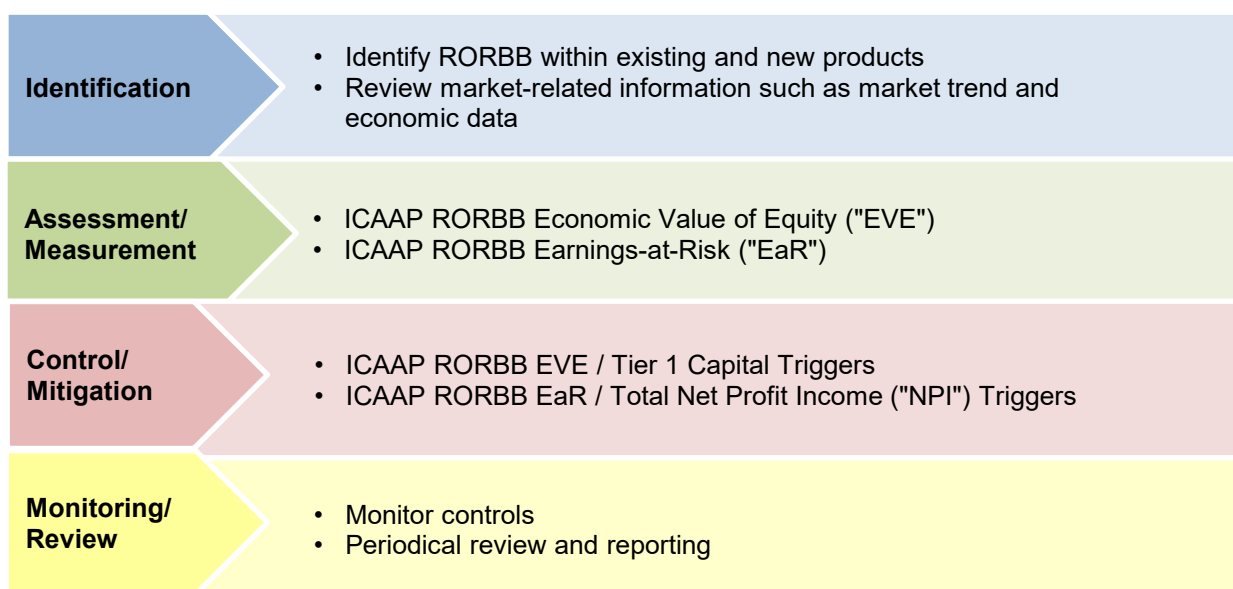 Identification
• Identify RORBB within existing and new products
• Review market-related information such as market trend and
economic data
Assessment/
Measurement
• ICAAP RORBB Economic Value of Equity ("EVE")
• ICAAP RORBB Earnings-at-Risk ("EaR")
Control/
Mitigation
• ICAAP RORBB EVE / Tier 1 Capital Triggers
• ICAAP RORBB EaR / Total Net Profit Income ("NPI") Triggers
Monitoring/
Review
• Monitor controls
• Periodical review and reporting